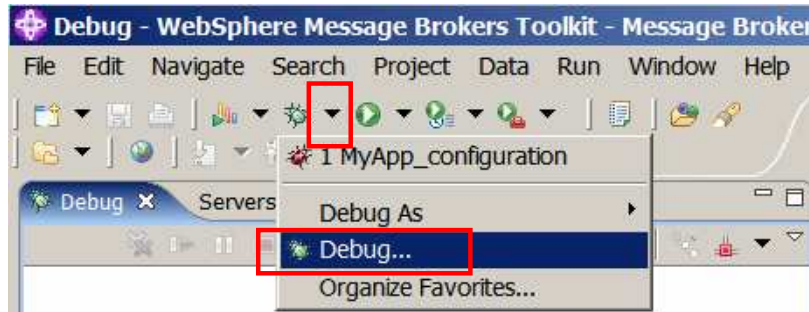 Debug - WebSphere Message Brokers Toolkit - Message Broker
File Edit Navigate Search Project Data Run Window Help
1 MyApp_configuration
Debug Servers
Debug As
Debug...
Organize Favorites...